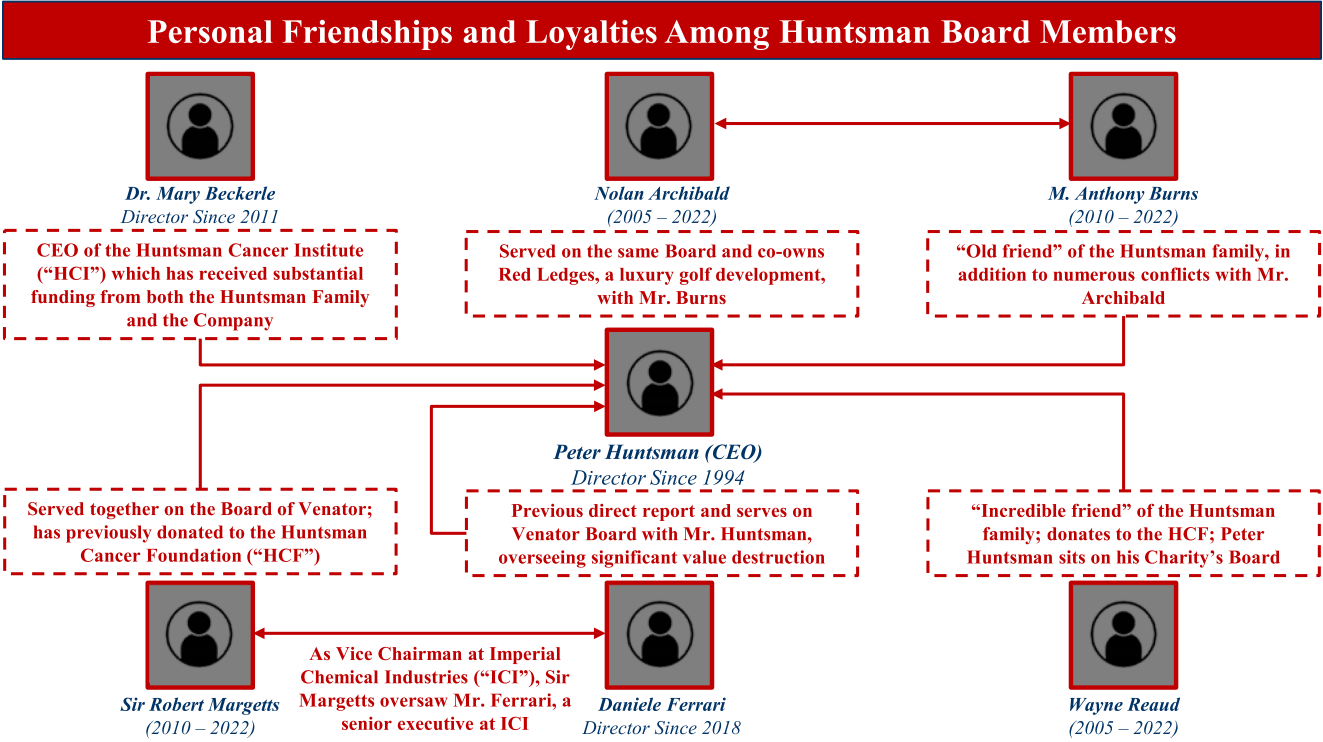 Personal Friendships and Loyalties Among Huntsman Board Members
Dr. Mary Beckerle
Director Since 2011
CEO of the Huntsman Cancer Institute
(“HCI”) which has received substantial
funding from both the Huntsman Family
and the Company
Nolan Archibald
(2005 – 2022)
Served on the same Board and co-owns
Red Ledges, a luxury golf development,
with Mr. Burns
M. Anthony Burns
(2010 – 2022)
“Old friend” of the Huntsman family, in
addition to numerous conflicts with Mr.
Archibald
Peter Huntsman (CEO)
Director Since 1994
Served together on the Board of Venator;
has previously donated to the Huntsman
Cancer Foundation (“HCF”)
Sir Robert Margetts
(2010 – 2022)
As Vice Chairman at Imperial
Chemical Industries (“ICI”), Sir
Margetts oversaw Mr. Ferrari, a
senior executive at ICI
Previous direct report and serves on
Venator Board with Mr. Huntsman,
overseeing significant value destruction
Daniele Ferrari
Director Since 2018
“Incredible friend” of the Huntsman
family; donates to the HCF; Peter
Huntsman sits on his Charity’s Board
Wayne Reaud
(2005 – 2022)